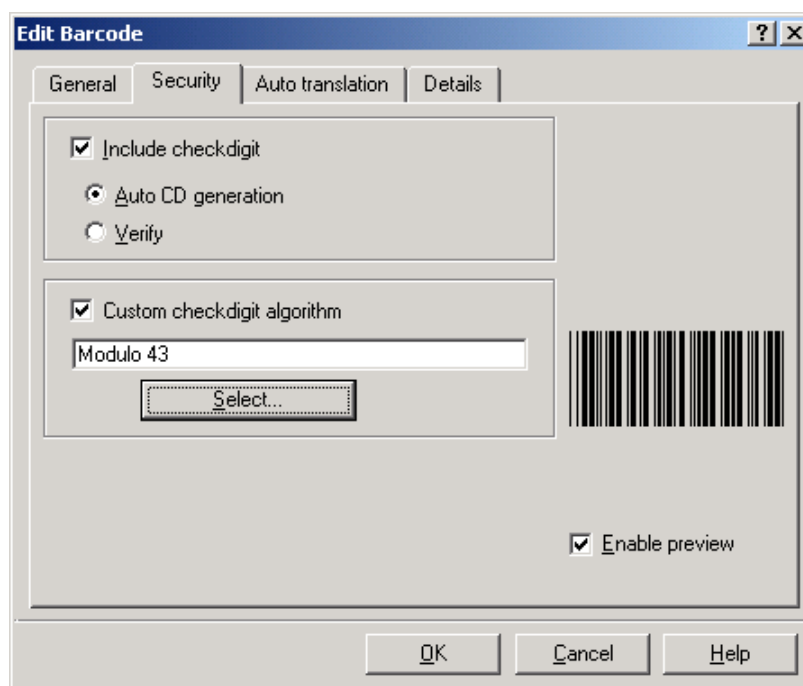 Edit Barcode
General Security Auto translation Details
Include checkdigit
Auto CD generation
Verify
Custom checkdigit algorithm
Modulo 43
Select...
Enable preview
OK Cancel Help